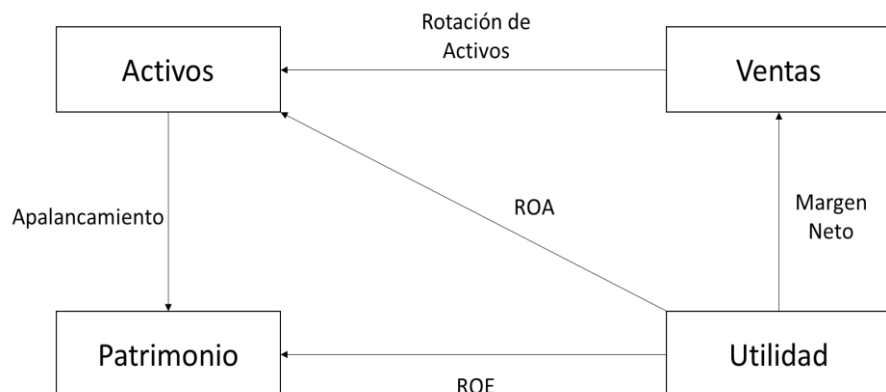 Rotación de
Activos
Activos
Ventas
Apalancamiento
ROA
Margen
Neto
Patrimonio
Utilidad
ROE